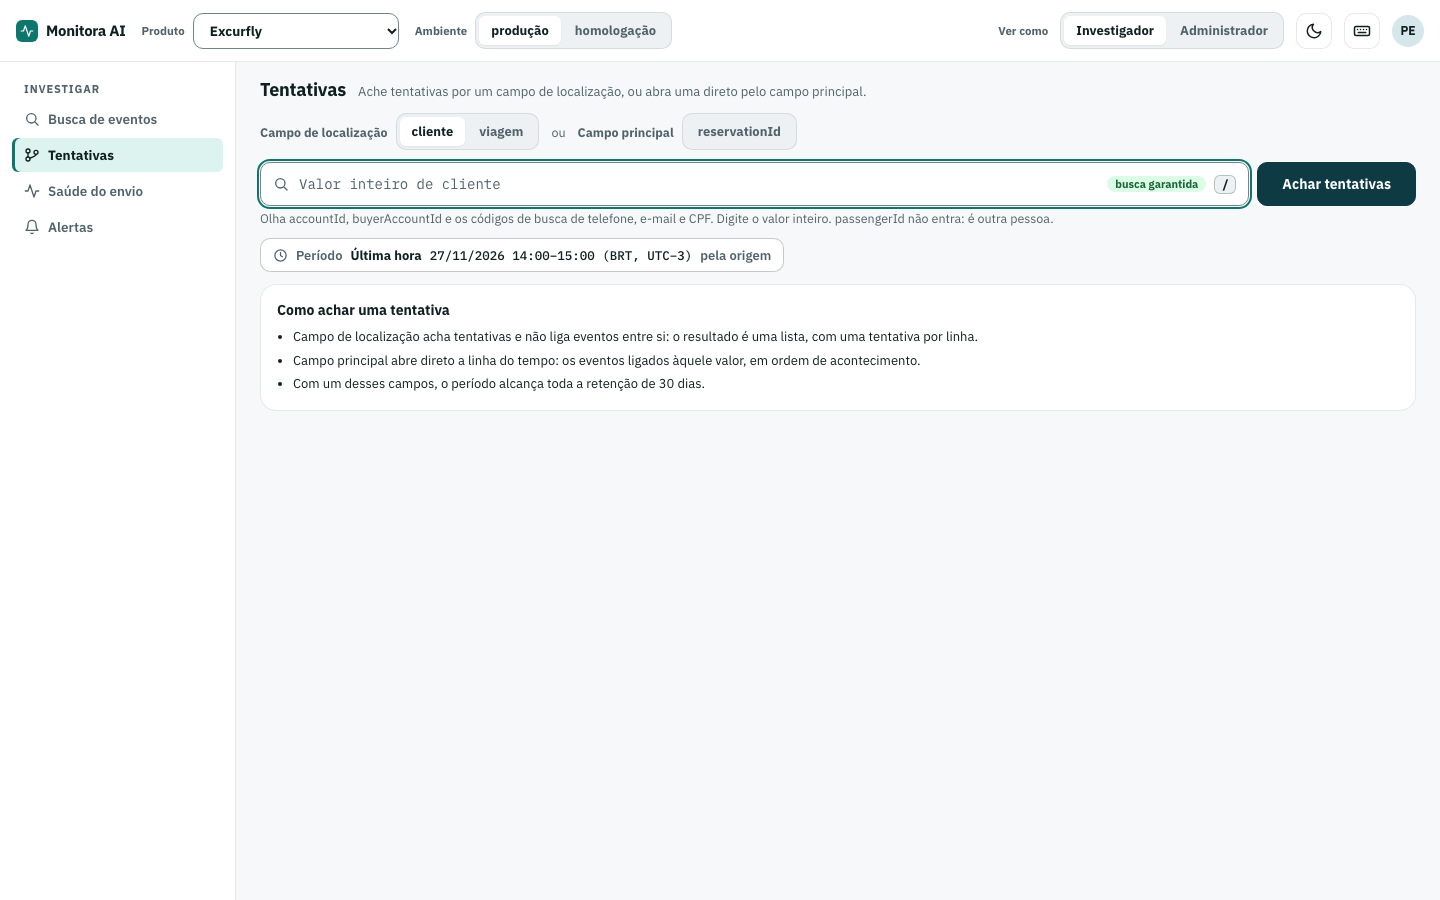 Monitora AI Produto Excurfly Ambiente produção homologação Ver como Investigador Administrador PE
INVESTIGAR
Busca de eventos
Tentativas
Saúde do envio
Alertas
Tentativas Ache tentativas por um campo de localização, ou abra uma direto pelo campo principal.
Campo de localização cliente viagem ou Campo principal reservationId
Valor inteiro de cliente busca garantida / Achar tentativas
Olha accountId, buyerAccountId e os códigos de busca de telefone, e-mail e CPF. Digite o valor inteiro. passengerId não entra: é outra pessoa.
Período Última hora 27/11/2026 14:00–15:00 (BRT, UTC−3) pela origem
Como achar uma tentativa
• Campo de localização acha tentativas e não liga eventos entre si: o resultado é uma lista, com uma tentativa por linha.
• Campo principal abre direto a linha do tempo: os eventos ligados àquele valor, em ordem de acontecimento.
• Com um desses campos, o período alcança toda a retenção de 30 dias.